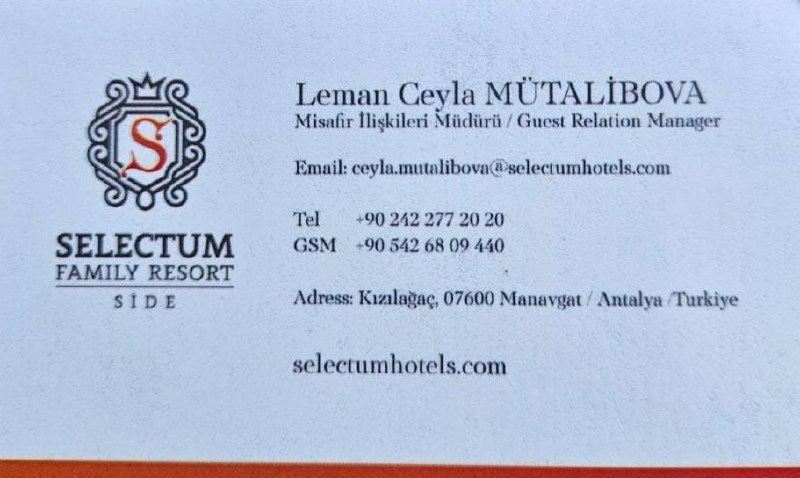 S
SELECTUM
FAMILY RESORT
SİDE
Leman Ceyla MÜTALİBOVA
Misafir İlişkileri Müdürü / Guest Relation Manager
Email: ceyla.mutalibova@selectumhotels.com
Tel +90 242 277 20 20
GSM +90 542 68 09 440
Adress: Kızılağaç, 07600 Manavgat / Antalya /Turkiye
selectumhotels.com